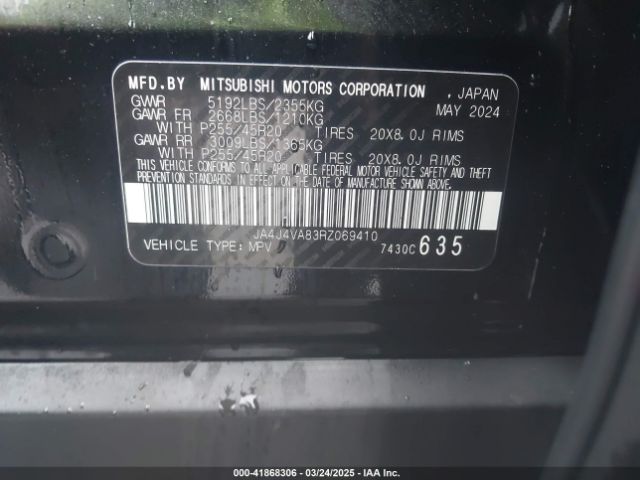 MFD.BY MITSUBISHI MOTORS CORPORATION , JAPAN
GVWR 5192LBS/2355KG MAY 2024
GAWR FR 2668LBS/1210KG
WITH P255/45R20 TIRES 20X8.0J RIMS
GAWR RR 3009LBS/1365KG
WITH P255/45R20 TIRES 20X8.0J RIMS
THIS VEHICLE CONFORMS TO ALL APPLICABLE FEDERAL MOTOR VEHICLE SAFETY AND THEFT
PREVENTION STANDARDS IN EFFECT ON THE DATE OF MANUFACTURE SHOWN ABOVE.
JA4J4VA83RZ069410
VEHICLE TYPE: MPV 7430C 635
000-41868306 • 03/24/2025 • IAA Inc.